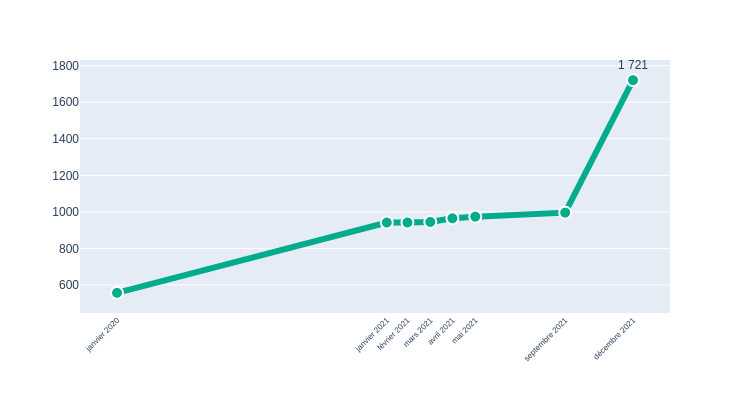 1 721
1800
1600
1400
1200
1000
800
600
janvier 2020
janvier 2021
février 2021
mars 2021
avril 2021
mai 2021
septembre 2021
décembre 2021